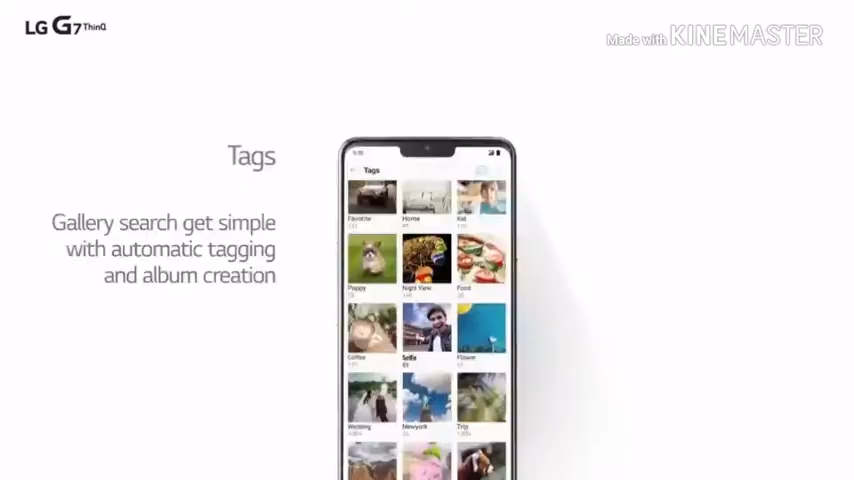 LG G7 ThinQ
Made with KINEMASTER
Tags
Gallery search get simple
with automatic tagging
and album creation
Tags
Favorite
Home
Kid
Puppy
Night View
Food
Coffee
Selfie
Flower
Wedding
Newyork
Trip